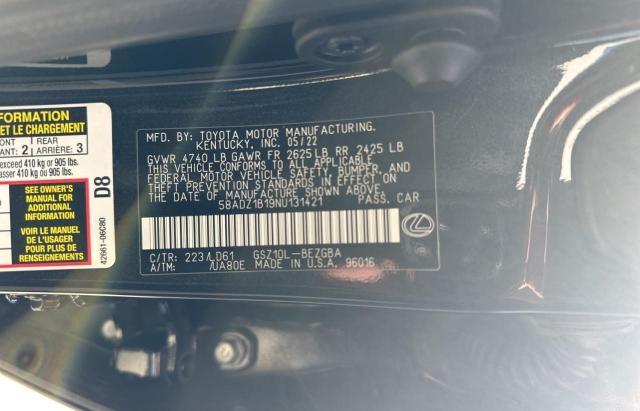 FORMATION
ET LE CHARGEMENT
ONT 2 REAR 3
ANT: ARRIÈRE:
exceed 410 kg or 905 lbs.
asser 410 kg ou 905 lbs.
SEE OWNER'S
MANUAL FOR
ADDITIONAL
INFORMATION
VOIR LE MANUEL
DE L'USAGER
POUR PLUS DE
RENSEIGNEMENTS
D8
42661-06C80
MFD. BY: TOYOTA MOTOR MANUFACTURING,
KENTUCKY, INC. 05/22
GVWR 4740 LB GAWR FR 2625 LB RR 2425 LB
THIS VEHICLE CONFORMS TO ALL APPLICABLE
FEDERAL MOTOR VEHICLE SAFETY, BUMPER, AND
THEFT PREVENTION STANDARDS IN EFFECT ON
THE DATE OF MANUFACTURE SHOWN ABOVE.
58ADZ1B19NU131421 PASS. CAR
C/TR: 223/LD61 GSZ10L-BEZGBA
A/TM: /UA80E MADE IN U.S.A. 96016